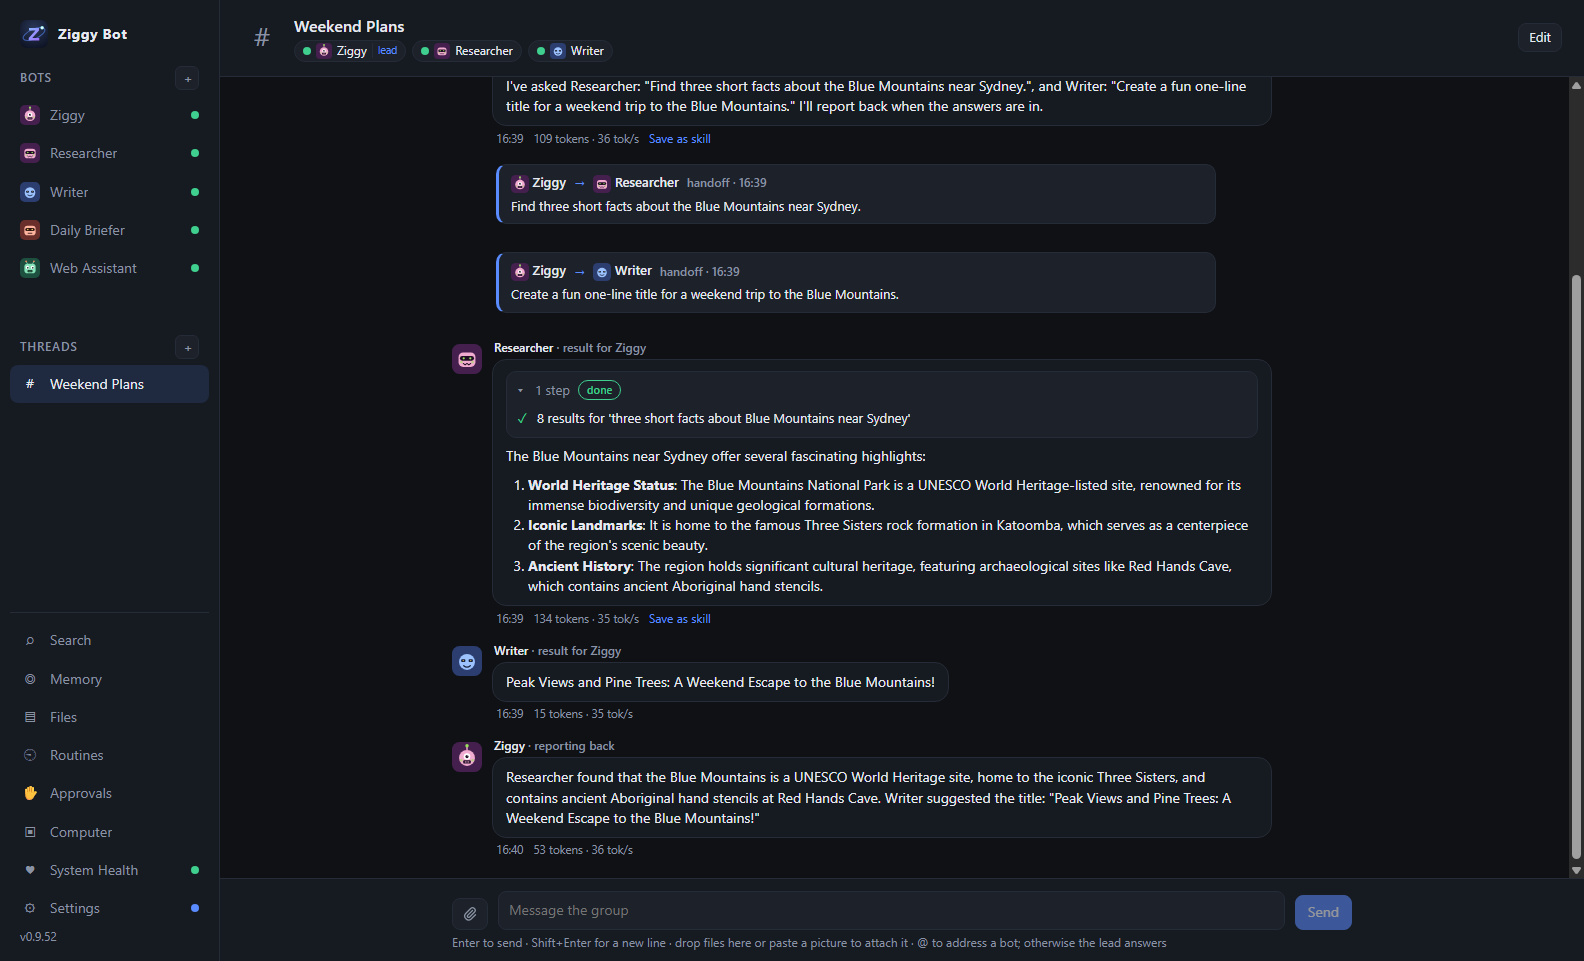 Ziggy Bot
BOTS
+
Ziggy
Researcher
Writer
Daily Briefer
Web Assistant
THREADS
+
# Weekend Plans
Search
Memory
Files
Routines
Approvals
Computer
System Health
Settings
v0.9.52
# Weekend Plans
Ziggy lead Researcher Writer
Edit
I've asked Researcher: "Find three short facts about the Blue Mountains near Sydney.", and Writer: "Create a fun one-line
title for a weekend trip to the Blue Mountains." I'll report back when the answers are in.
16:39 109 tokens · 36 tok/s Save as skill
Ziggy → Researcher handoff · 16:39
Find three short facts about the Blue Mountains near Sydney.
Ziggy → Writer handoff · 16:39
Create a fun one-line title for a weekend trip to the Blue Mountains.
Researcher · result for Ziggy
1 step done
✓ 8 results for 'three short facts about Blue Mountains near Sydney'
The Blue Mountains near Sydney offer several fascinating highlights:
1. World Heritage Status: The Blue Mountains National Park is a UNESCO World Heritage-listed site, renowned for its
immense biodiversity and unique geological formations.
2. Iconic Landmarks: It is home to the famous Three Sisters rock formation in Katoomba, which serves as a centerpiece
of the region's scenic beauty.
3. Ancient History: The region holds significant cultural heritage, featuring archaeological sites like Red Hands Cave,
which contains ancient Aboriginal hand stencils.
16:39 134 tokens · 35 tok/s Save as skill
Writer · result for Ziggy
Peak Views and Pine Trees: A Weekend Escape to the Blue Mountains!
16:39 15 tokens · 35 tok/s
Ziggy · reporting back
Researcher found that the Blue Mountains is a UNESCO World Heritage site, home to the iconic Three Sisters, and
contains ancient Aboriginal hand stencils at Red Hands Cave. Writer suggested the title: "Peak Views and Pine Trees: A
Weekend Escape to the Blue Mountains!"
16:40 53 tokens · 36 tok/s
Message the group
Send
Enter to send · Shift+Enter for a new line · drop files here or paste a picture to attach it · @ to address a bot; otherwise the lead answers